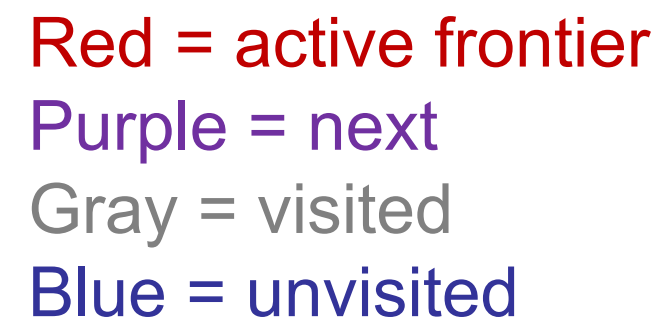 Red = active frontier
Purple = next
Gray = visited
Blue = unvisited